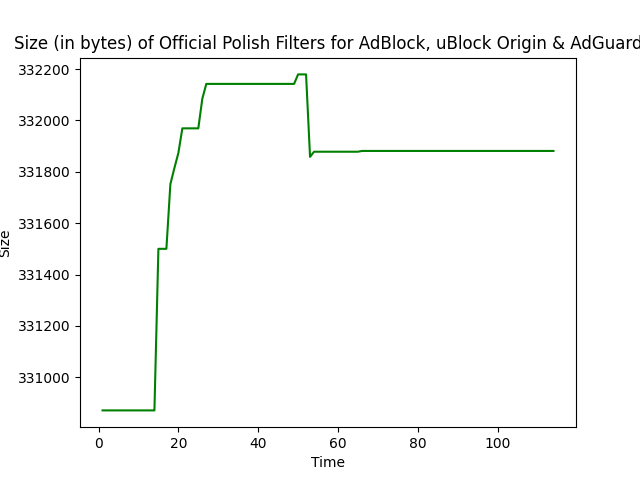 Size (in bytes) of Official Polish Filters for AdBlock, uBlock Origin & AdGuard
332200
332000
331800
331600
331400
331200
331000
Size
0 20 40 60 80 100
Time